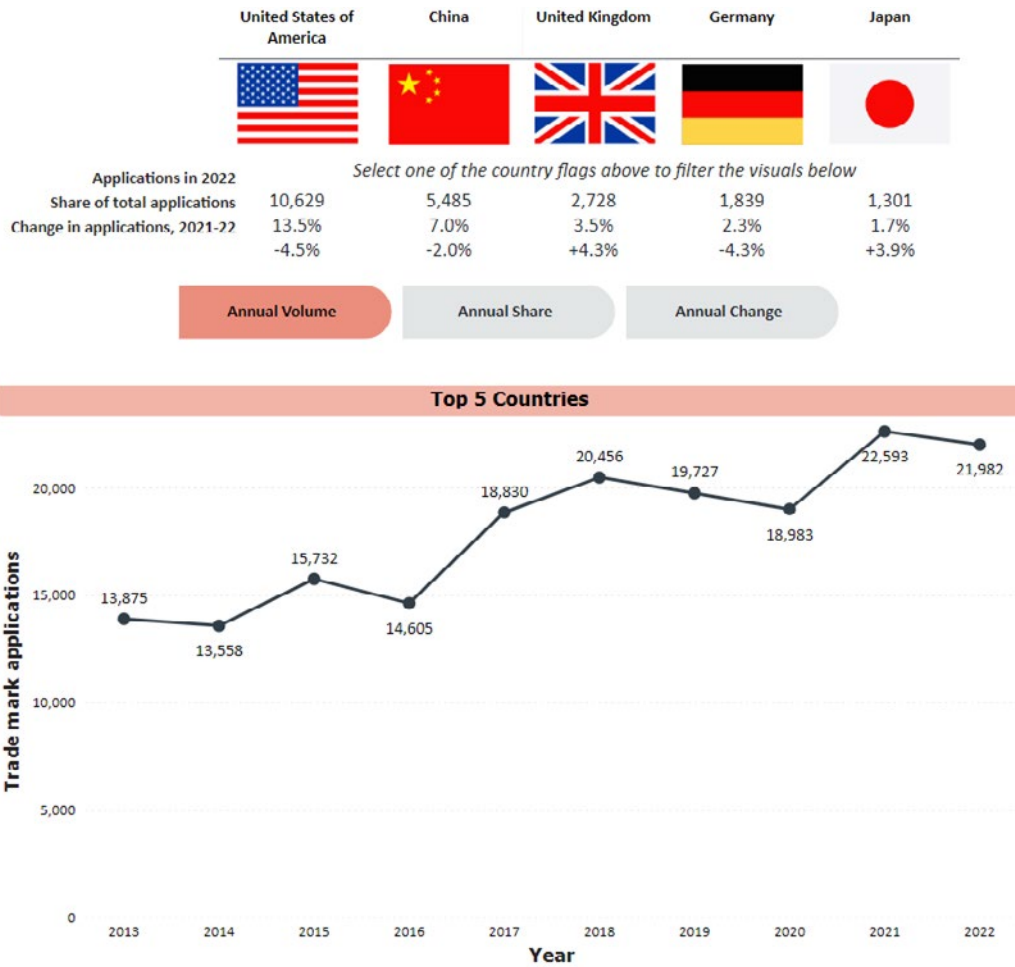 United States of America China United Kingdom Germany Japan
Select one of the country flags above to filter the visuals below
Applications in 2022 10,629 5,485 2,728 1,839 1,301
Share of total applications 13.5% 7.0% 3.5% 2.3% 1.7%
Change in applications, 2021-22 -4.5% -2.0% +4.3% -4.3% +3.9%
Annual Volume Annual Share Annual Change
Top 5 Countries
Trade mark applications
20,000
15,000
10,000
5,000
0
13,875
13,558
15,732
14,605
18,830
20,456
19,727
18,983
22,593
21,982
2013 2014 2015 2016 2017 2018 2019 2020 2021 2022
Year